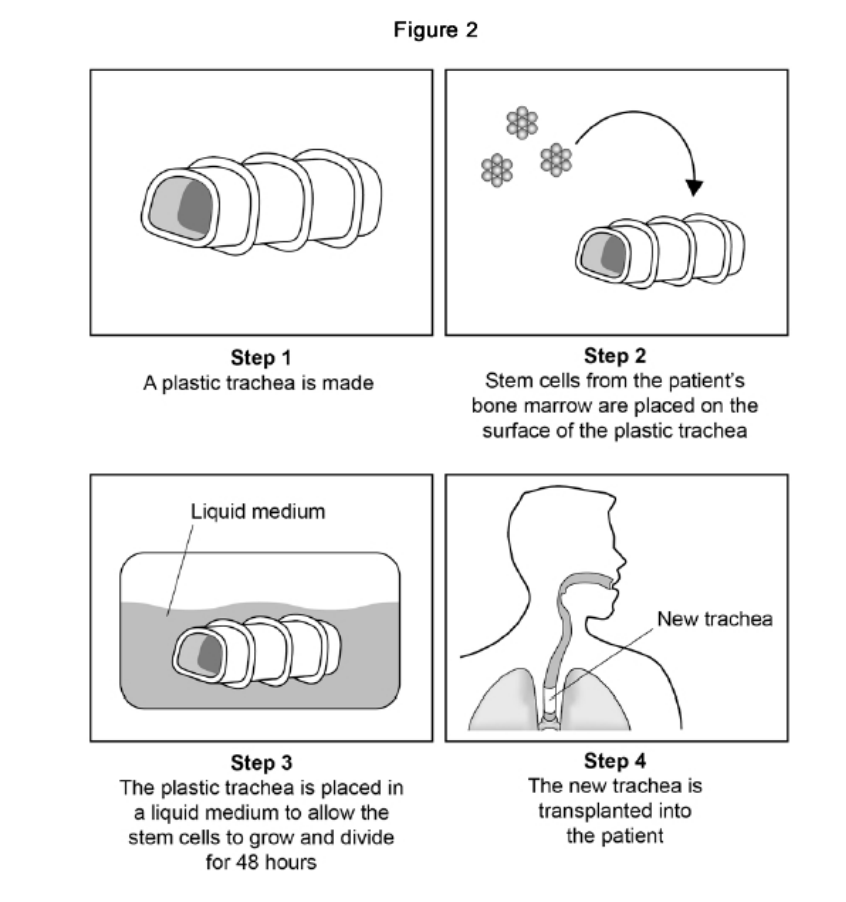 Figure 2
Step 1
A plastic trachea is made
Step 2
Stem cells from the patient's
bone marrow are placed on the
surface of the plastic trachea
Liquid medium
Step 3
The plastic trachea is placed in
a liquid medium to allow the
stem cells to grow and divide
for 48 hours
New trachea
Step 4
The new trachea is
transplanted into
the patient